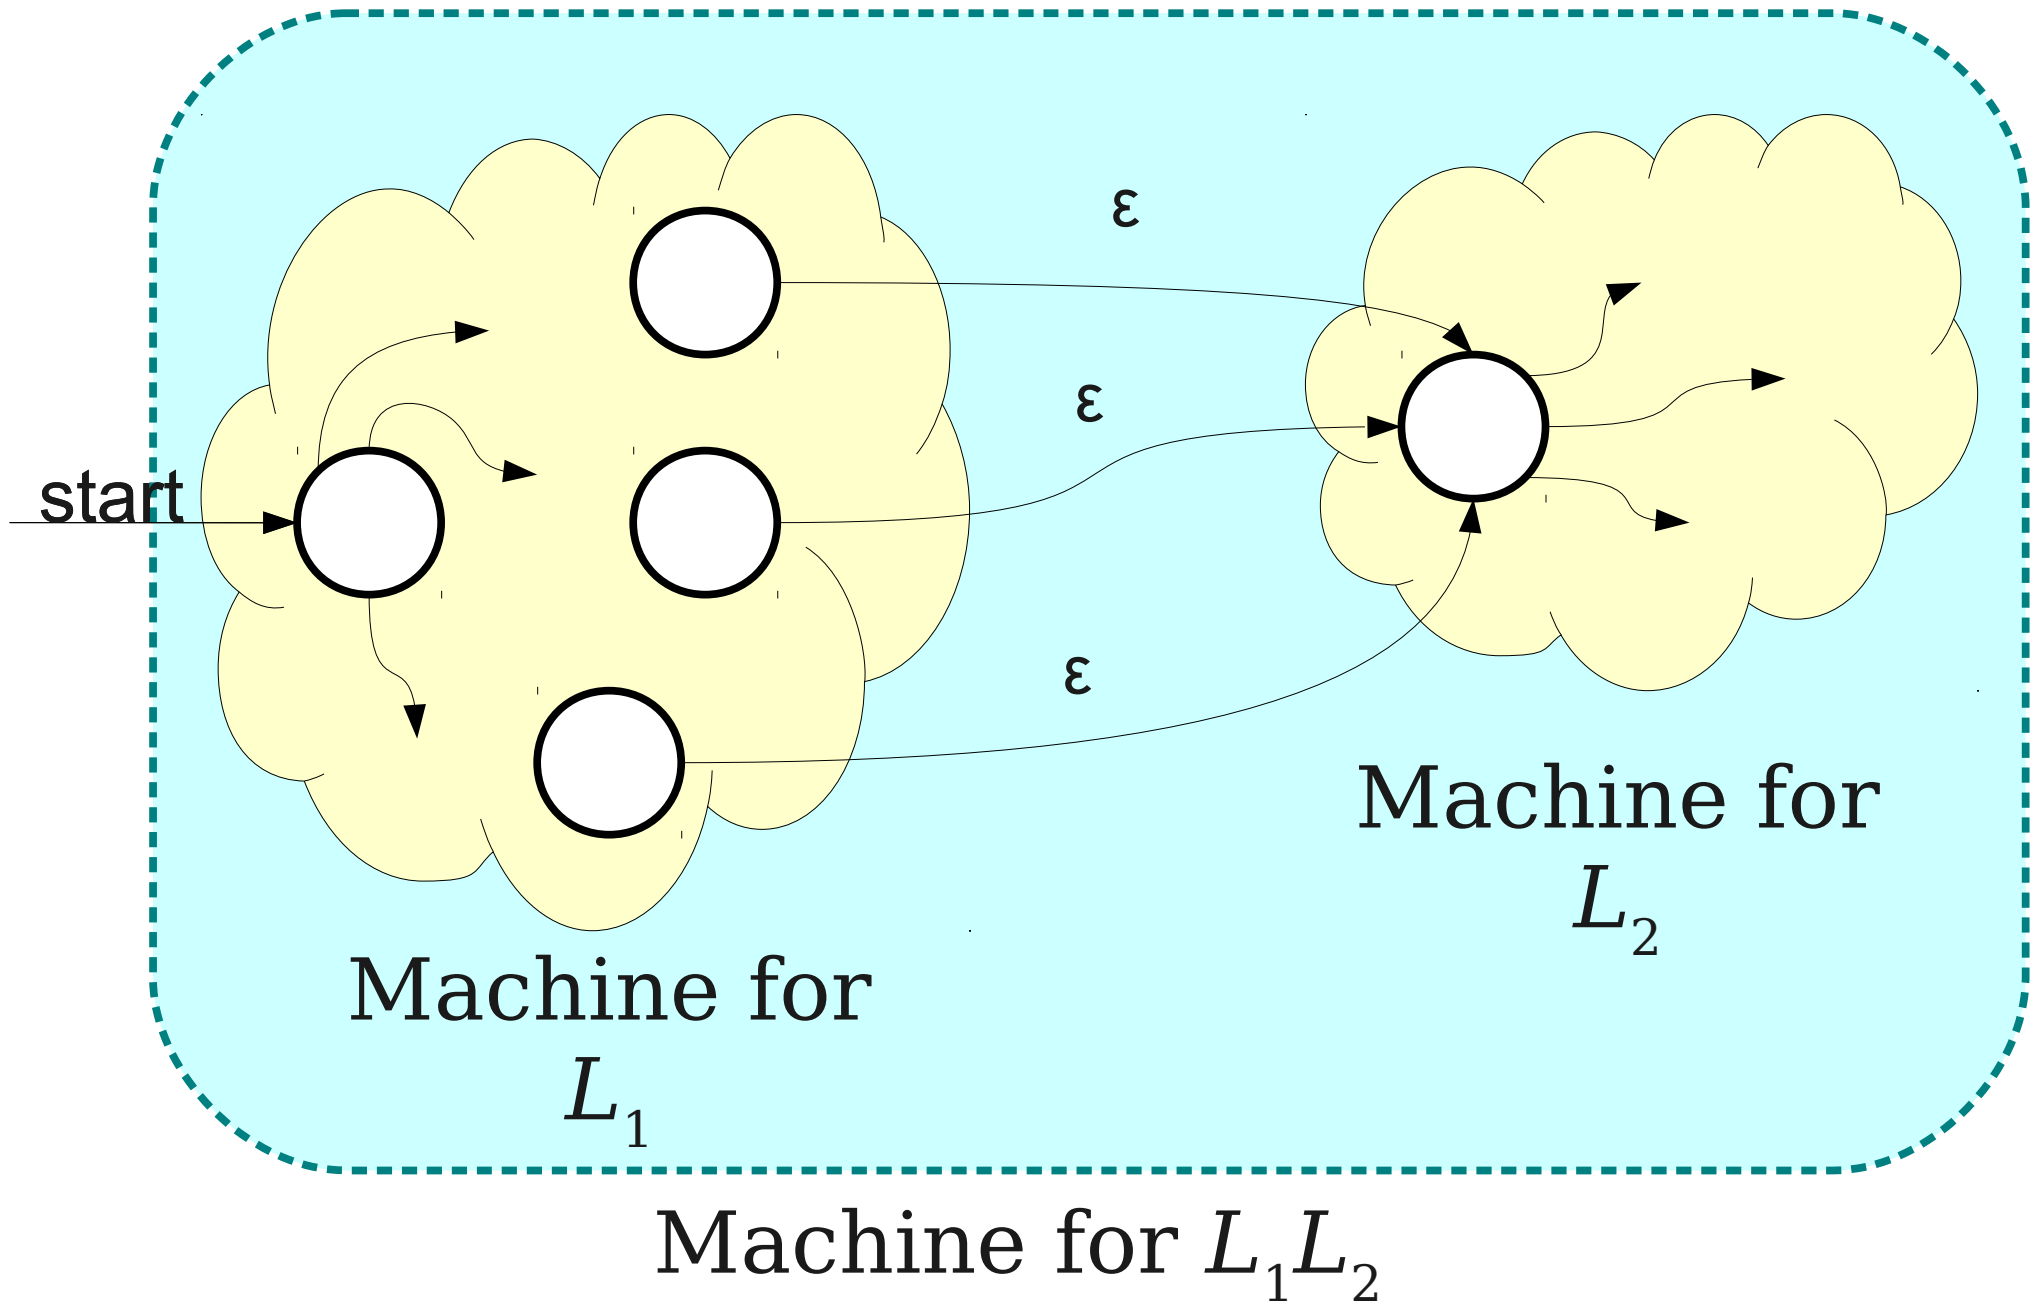 ε
ε
start
ε
Machine for
L₂
Machine for
L₁
Machine for L₁L₂